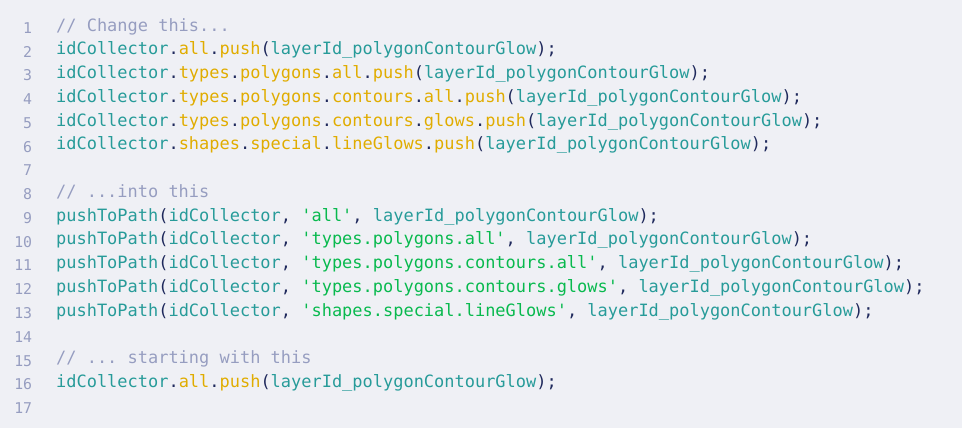 1 // Change this...
2 idCollector.all.push(layerId_polygonContourGlow);
3 idCollector.types.polygons.all.push(layerId_polygonContourGlow);
4 idCollector.types.polygons.contours.all.push(layerId_polygonContourGlow);
5 idCollector.types.polygons.contours.glows.push(layerId_polygonContourGlow);
6 idCollector.shapes.special.lineGlows.push(layerId_polygonContourGlow);
7
8 // ...into this
9 pushToPath(idCollector, 'all', layerId_polygonContourGlow);
10 pushToPath(idCollector, 'types.polygons.all', layerId_polygonContourGlow);
11 pushToPath(idCollector, 'types.polygons.contours.all', layerId_polygonContourGlow);
12 pushToPath(idCollector, 'types.polygons.contours.glows', layerId_polygonContourGlow);
13 pushToPath(idCollector, 'shapes.special.lineGlows', layerId_polygonContourGlow);
14
15 // ... starting with this
16 idCollector.all.push(layerId_polygonContourGlow);
17